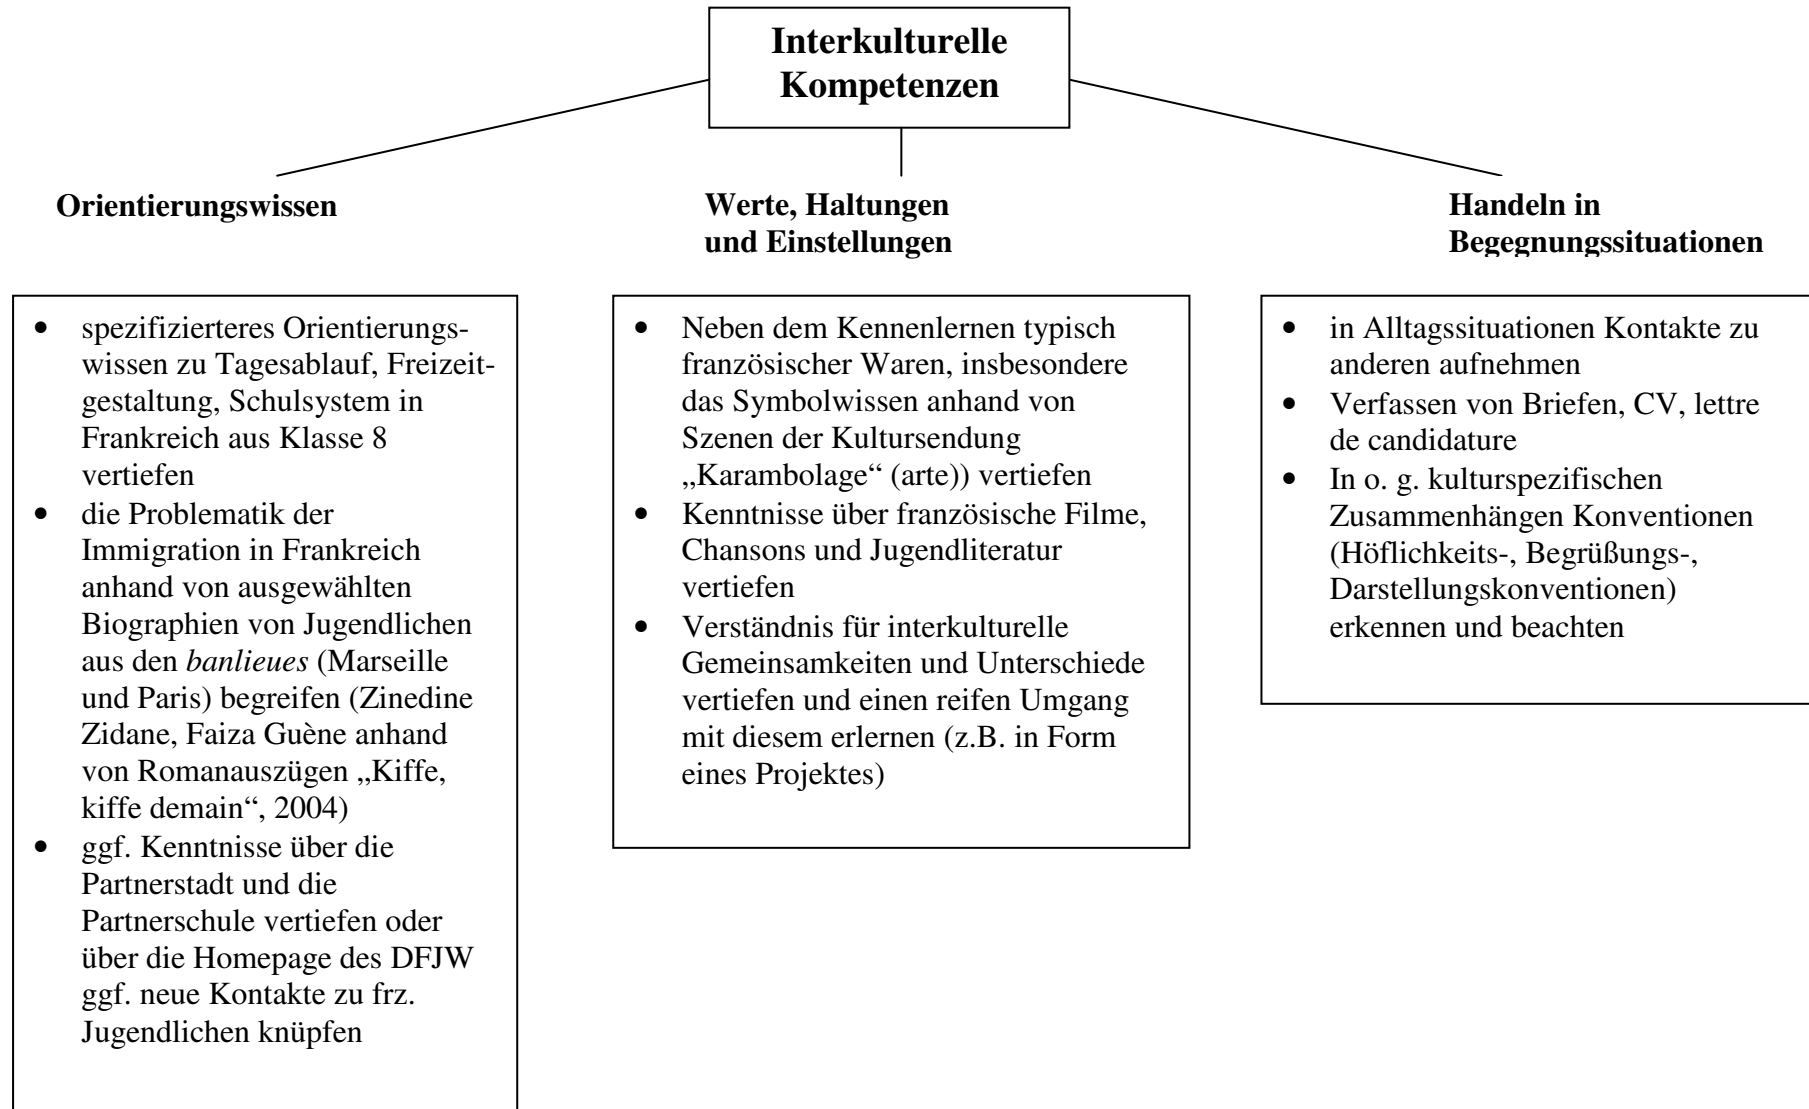 Interkulturelle
Kompetenzen
Orientierungswissen
Werte, Haltungen
und Einstellungen
Handeln in
Begegnungssituationen
• spezifizierteres Orientierungs-
wissen zu Tagesablauf, Freizeit-
gestaltung, Schulsystem in
Frankreich aus Klasse 8
vertiefen
• die Problematik der
Immigration in Frankreich
anhand von ausgewählten
Biographien von Jugendlichen
aus den banlieues (Marseille
und Paris) begreifen (Zinedine
Zidane, Faiza Guène anhand
von Romanauszügen „Kiffe,
kiffe demain“, 2004)
• ggf. Kenntnisse über die
Partnerstadt und die
Partnerschule vertiefen oder
über die Homepage des DFJW
ggf. neue Kontakte zu frz.
Jugendlichen knüpfen
• Neben dem Kennenlernen typisch
französischer Waren, insbesondere
das Symbolwissen anhand von
Szenen der Kultursendung
„Karambolage“ (arte)) vertiefen
• Kenntnisse über französische Filme,
Chansons und Jugendliteratur
vertiefen
• Verständnis für interkulturelle
Gemeinsamkeiten und Unterschiede
vertiefen und einen reifen Umgang
mit diesem erlernen (z.B. in Form
eines Projektes)
• in Alltagssituationen Kontakte zu
anderen aufnehmen
• Verfassen von Briefen, CV, lettre
de candidature
• In o. g. kulturspezifischen
Zusammenhängen Konventionen
(Höflichkeits-, Begrüßungs-,
Darstellungskonventionen)
erkennen und beachten